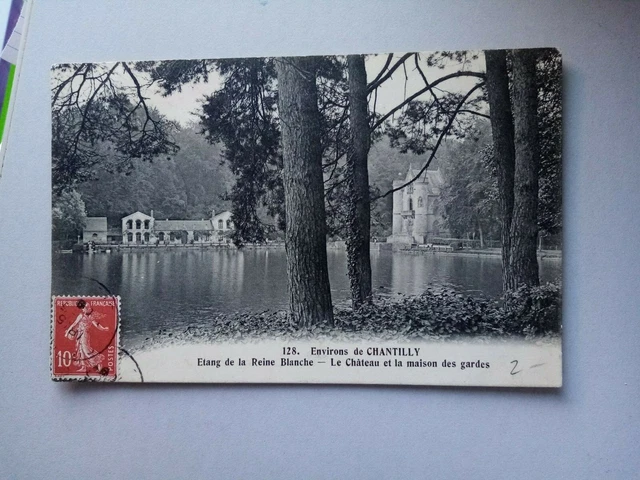 128. Environs de CHANTILLY
Etang de la Reine Blanche — Le Château et la maison des gardes
2 -
REPUBLIQUE FRANÇAISE
10c
POSTES